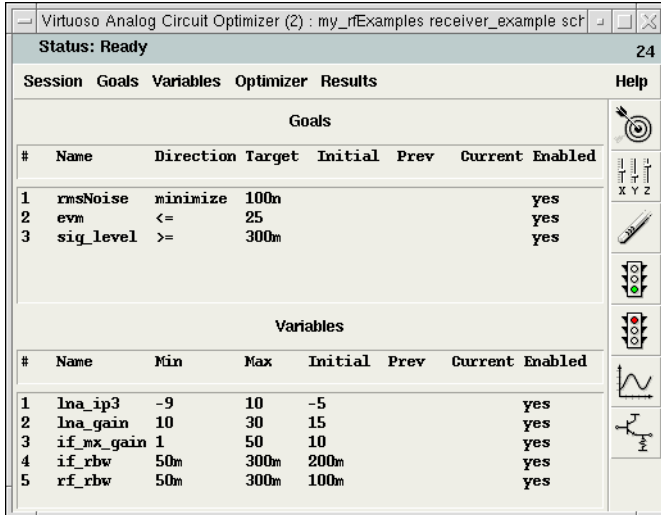 Virtuoso Analog Circuit Optimizer (2) : my_rfExamples receiver_example sch
Status: Ready 24
Session Goals Variables Optimizer Results Help
Goals
# Name Direction Target Initial Prev Current Enabled
1 rmsNoise minimize 100n yes
2 evm <= 25 yes
3 sig_level >= 300m yes
X Y Z
Variables
# Name Min Max Initial Prev Current Enabled
1 lna_ip3 -9 10 -5 yes
2 lna_gain 10 30 15 yes
3 if_mx_gain 1 50 10 yes
4 if_rbw 50m 300m 200m yes
5 rf_rbw 50m 300m 100m yes